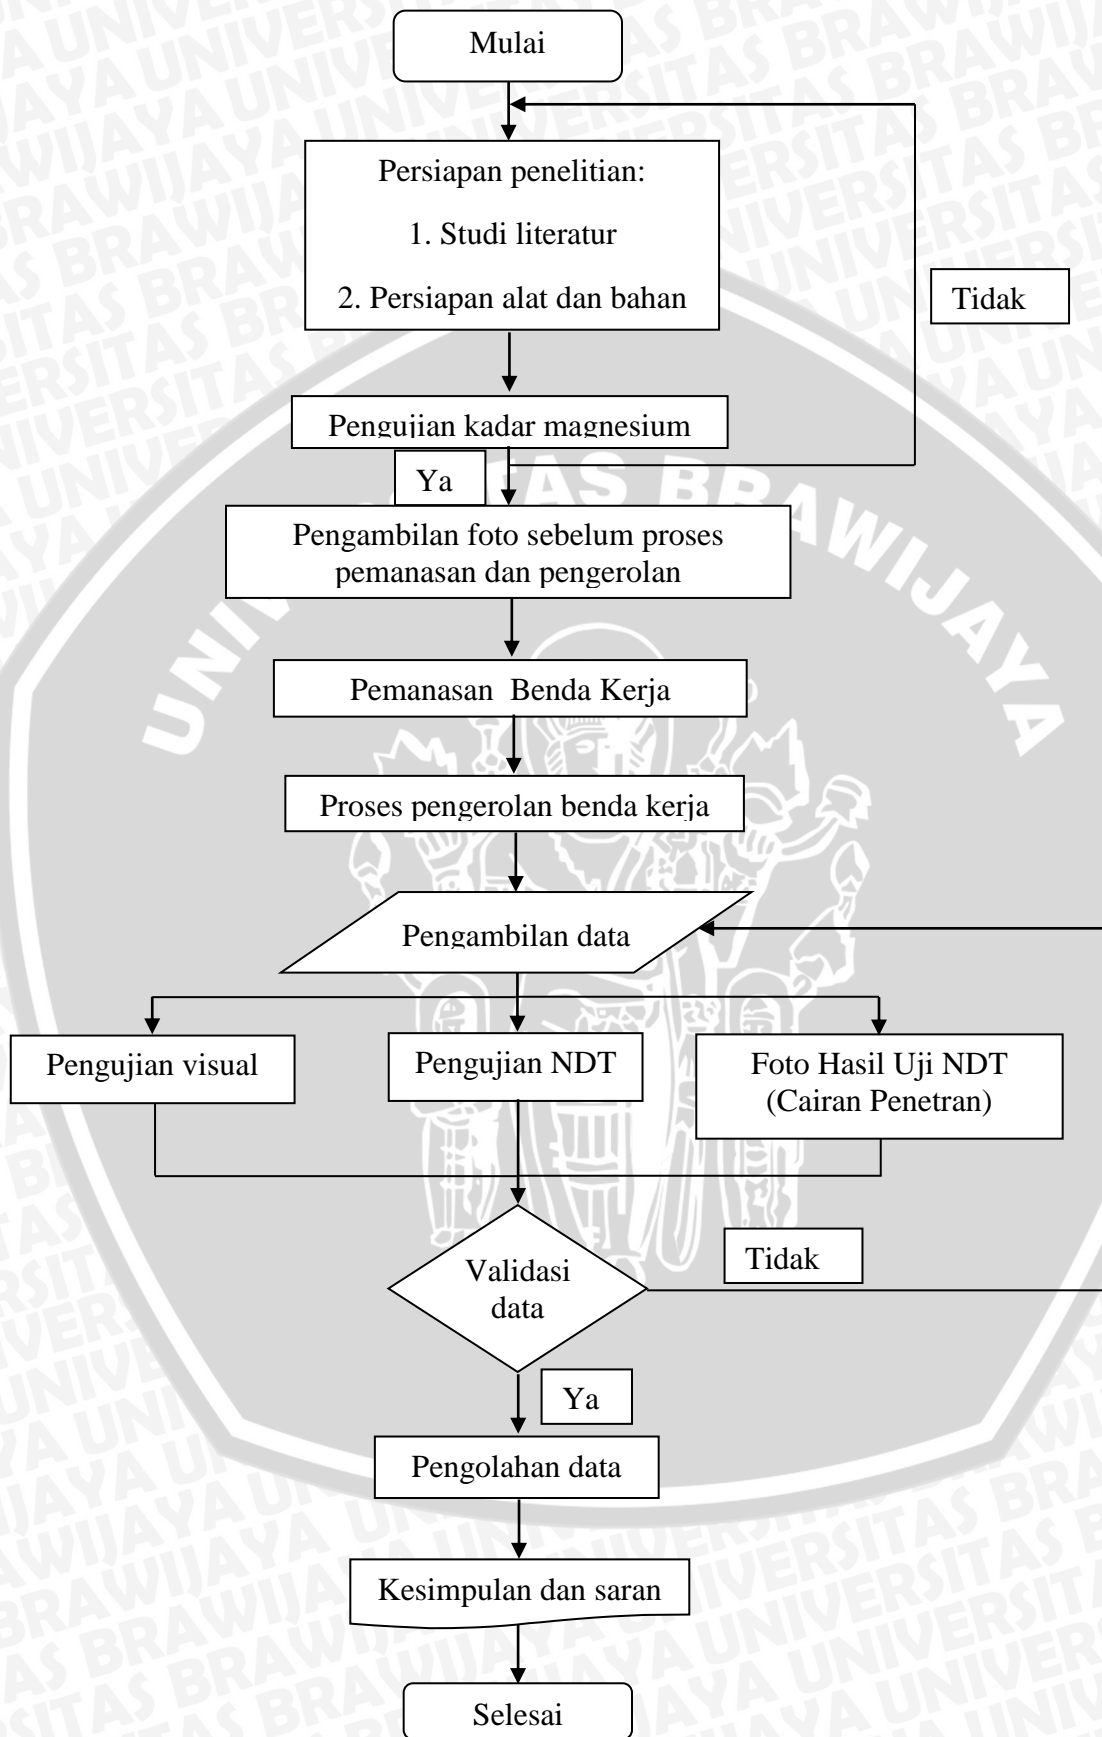 Mulai
Persiapan penelitian:
1. Studi literatur
2. Persiapan alat dan bahan
Tidak
Pengujian kadar magnesium
Ya
Pengambilan foto sebelum proses
pemanasan dan pengerolan
UNIVERSITAS BRAWIJAYA
Pemanasan Benda Kerja
Proses pengerolan benda kerja
Pengambilan data
Pengujian visual
Pengujian NDT
Foto Hasil Uji NDT
(Cairan Penetran)
Validasi
data
Tidak
Ya
Pengolahan data
Kesimpulan dan saran
Selesai